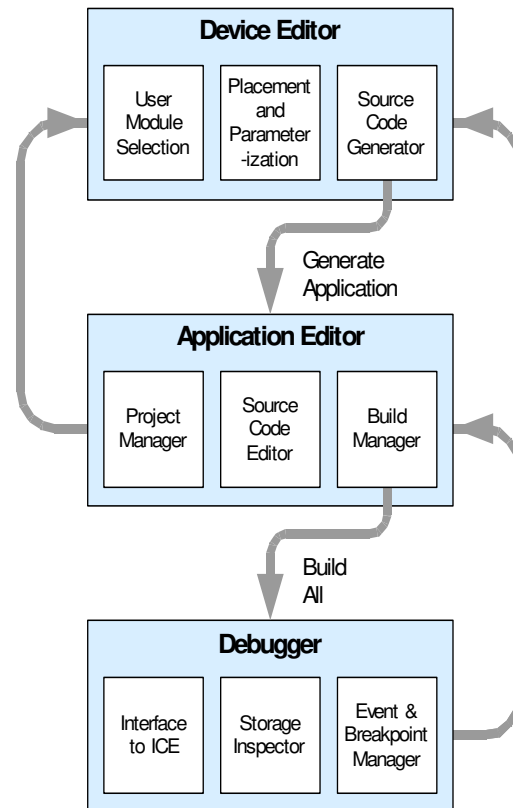 Device Editor
User
Module
Selection
Placement
and
Parameter
-ization
Source
Code
Generator
Generate
Application
Application Editor
Project
Manager
Source
Code
Editor
Build
Manager
Build
All
Debugger
Interface
to ICE
Storage
Inspector
Event &
Breakpoint
Manager